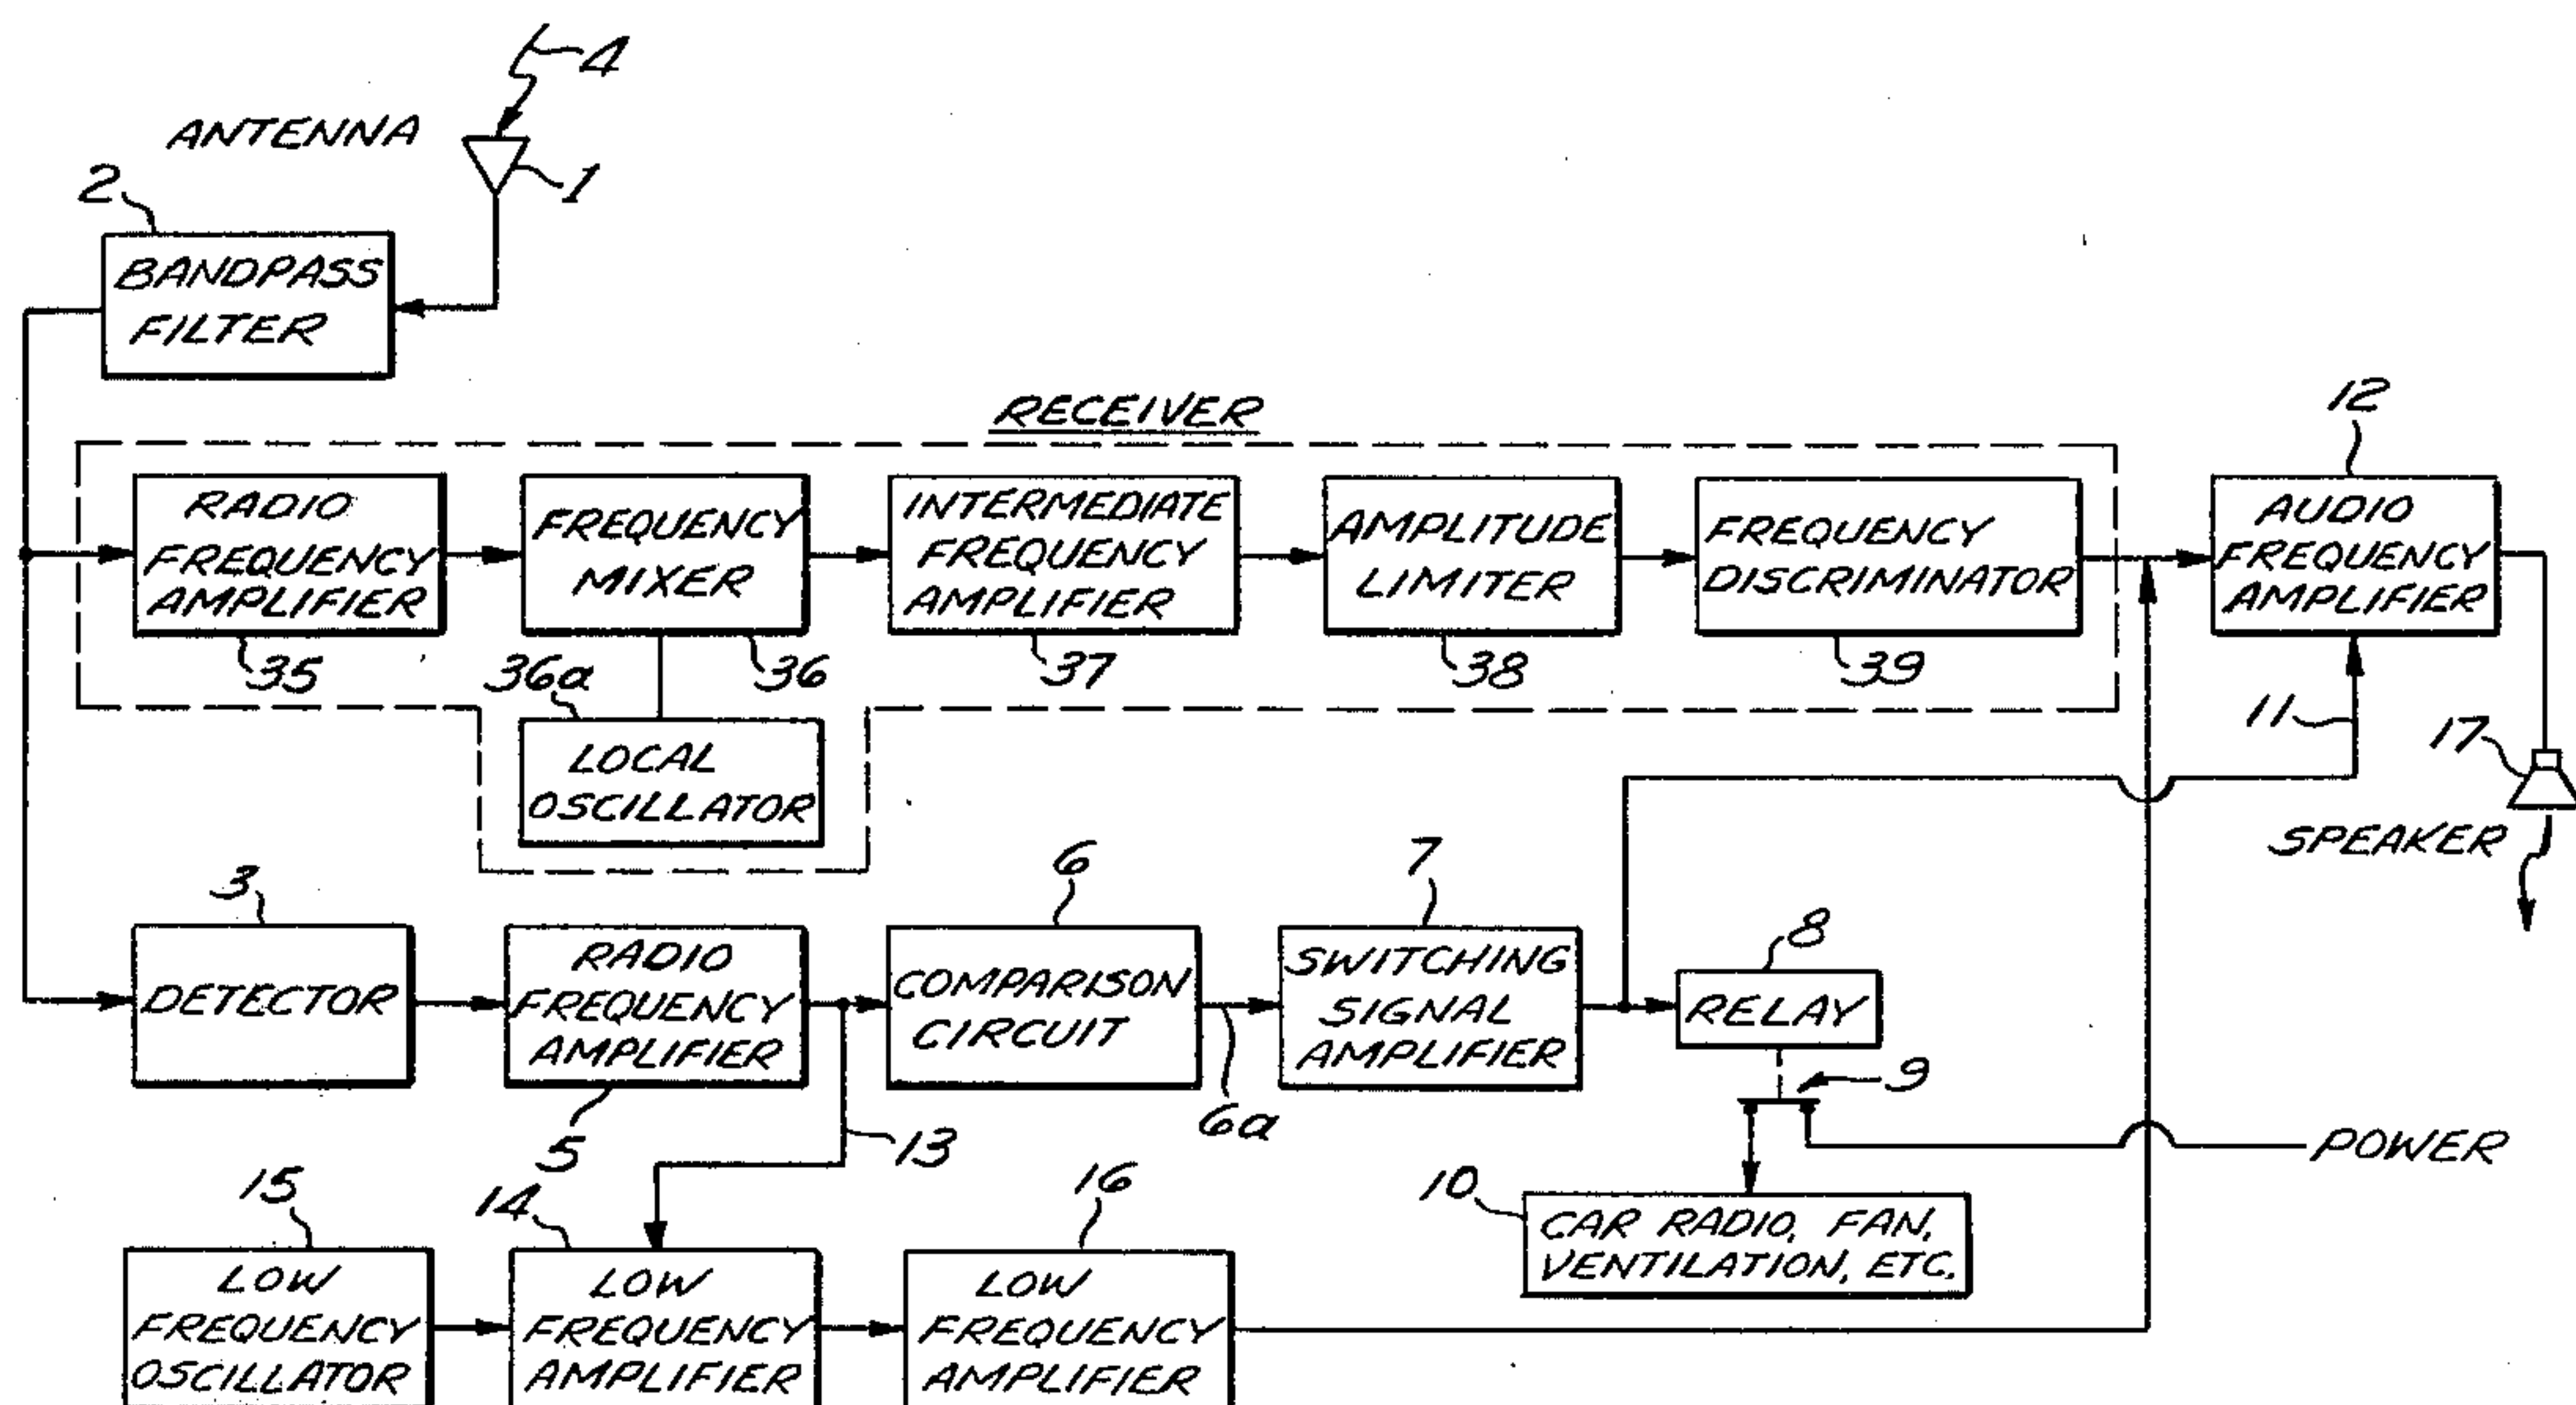 4
ANTENNA
1
2
BANDPASS
FILTER
RECEIVER
12
RADIO
FREQUENCY
AMPLIFIER
FREQUENCY
MIXER
INTERMEDIATE
FREQUENCY
AMPLIFIER
AMPLITUDE
LIMITER
FREQUENCY
DISCRIMINATOR
AUDIO
FREQUENCY
AMPLIFIER
35
36a
36
37
38
39
11
17
LOCAL
OSCILLATOR
SPEAKER
3
6
7
8
DETECTOR
RADIO
FREQUENCY
AMPLIFIER
COMPARISON
CIRCUIT
SWITCHING
SIGNAL
AMPLIFIER
RELAY
9
5
13
6a
POWER
15
14
16
10
CAR RADIO, FAN,
VENTILATION, ETC.
LOW
FREQUENCY
OSCILLATOR
LOW
FREQUENCY
AMPLIFIER
LOW
FREQUENCY
AMPLIFIER